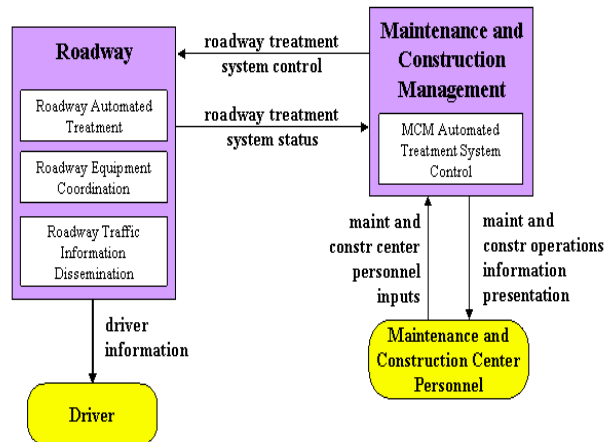 Roadway
Roadway Automated
Treatment
Roadway Equipment
Coordination
Roadway Traffic
Information
Dissemination
roadway treatment
system control
roadway treatment
system status
Maintenance and
Construction
Management
MCM Automated
Treatment System
Control
maint and
constr center
personnel
inputs
maint and
constr operations
information
presentation
driver
information
Driver
Maintenance and
Construction Center
Personnel